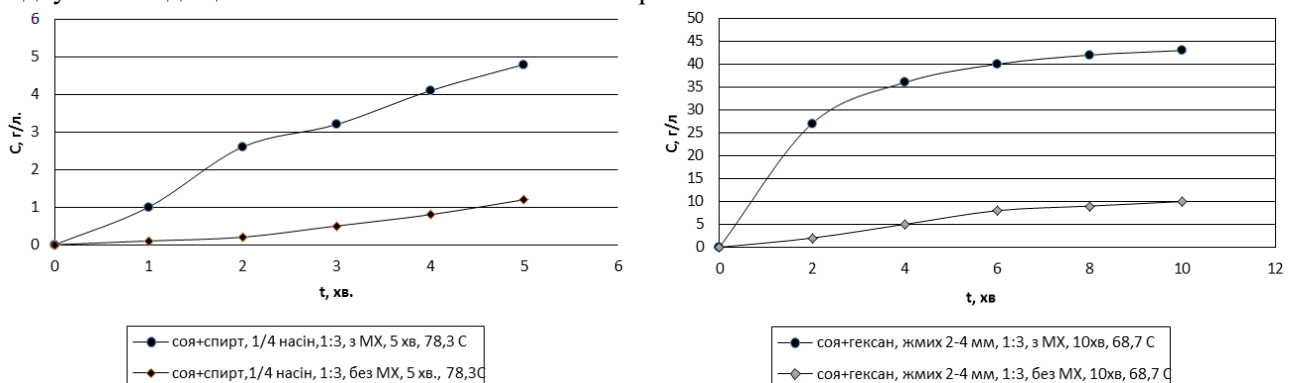 6
5
4
3
2
1
0
0 1 2 3 4 5 6
С, г/л.
t, хв.
соя+спирт, 1/4 насін,1:3, з МХ, 5 хв, 78,3 С
соя+спирт,1/4 насін, 1:3, без МХ, 5 хв., 78,3С
50
45
40
35
30
25
20
15
10
5
0
0 2 4 6 8 10 12
С, г/л
t, хв
соя+гексан, жмих 2-4 мм, 1:3, з МХ, 10хв, 68,7 С
соя+гексан, жмих 2-4 мм, 1:3, без МХ, 10хв, 68,7 С